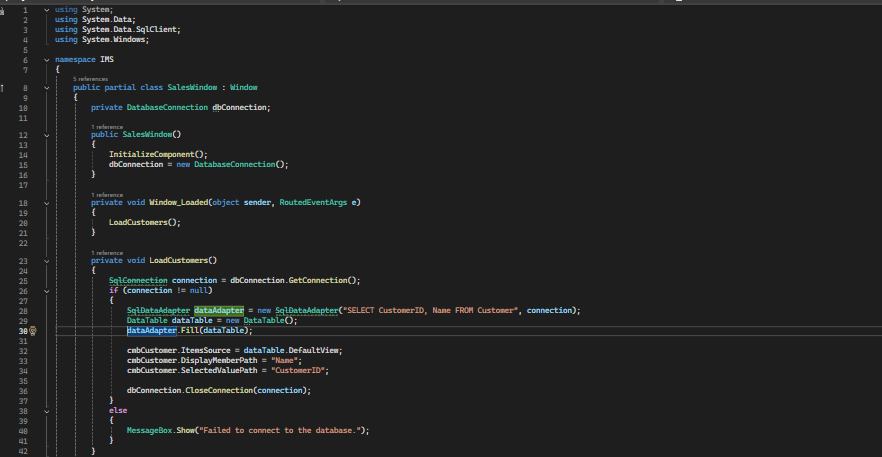 1 using System;
2 using System.Data;
3 using System.Data.SqlClient;
4 using System.Windows;
5
6 namespace IMS
7 {
5 references
8 public partial class SalesWindow : Window
9 {
10 private DatabaseConnection dbConnection;
11
1 reference
12 public SalesWindow()
13 {
14 InitializeComponent();
15 dbConnection = new DatabaseConnection();
16 }
17
1 reference
18 private void Window_Loaded(object sender, RoutedEventArgs e)
19 {
20 LoadCustomers();
21 }
22
1 reference
23 private void LoadCustomers()
24 {
25 SqlConnection connection = dbConnection.GetConnection();
26 if (connection != null)
27 {
28 SqlDataAdapter dataAdapter = new SqlDataAdapter("SELECT CustomerID, Name FROM Customer", connection);
29 DataTable dataTable = new DataTable();
30 dataAdapter.Fill(dataTable);
31
32 cmbCustomer.ItemsSource = dataTable.DefaultView;
33 cmbCustomer.DisplayMemberPath = "Name";
34 cmbCustomer.SelectedValuePath = "CustomerID";
35
36 dbConnection.CloseConnection(connection);
37 }
38 else
39 {
40 MessageBox.Show("Failed to connect to the database.");
41 }
42 }